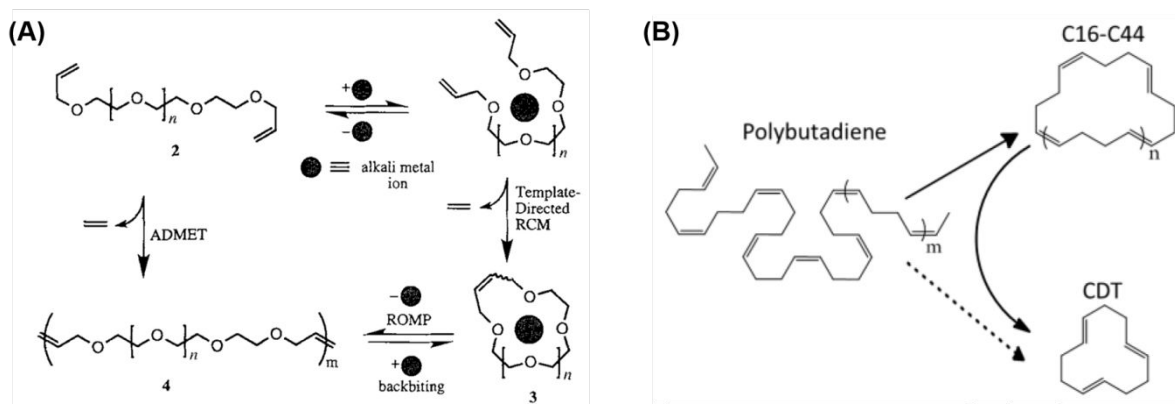 (A)
O
O
n
O
O
2
+
−
≡ alkali metal
ion
O
O
O
O
O
n
ADMET
Template-
Directed
RCM
O
O
n
O
O
m
4
−
ROMP
+
backbiting
O
O
O
O
O
n
3
(B)
C16-C44
n
Polybutadiene
m
CDT